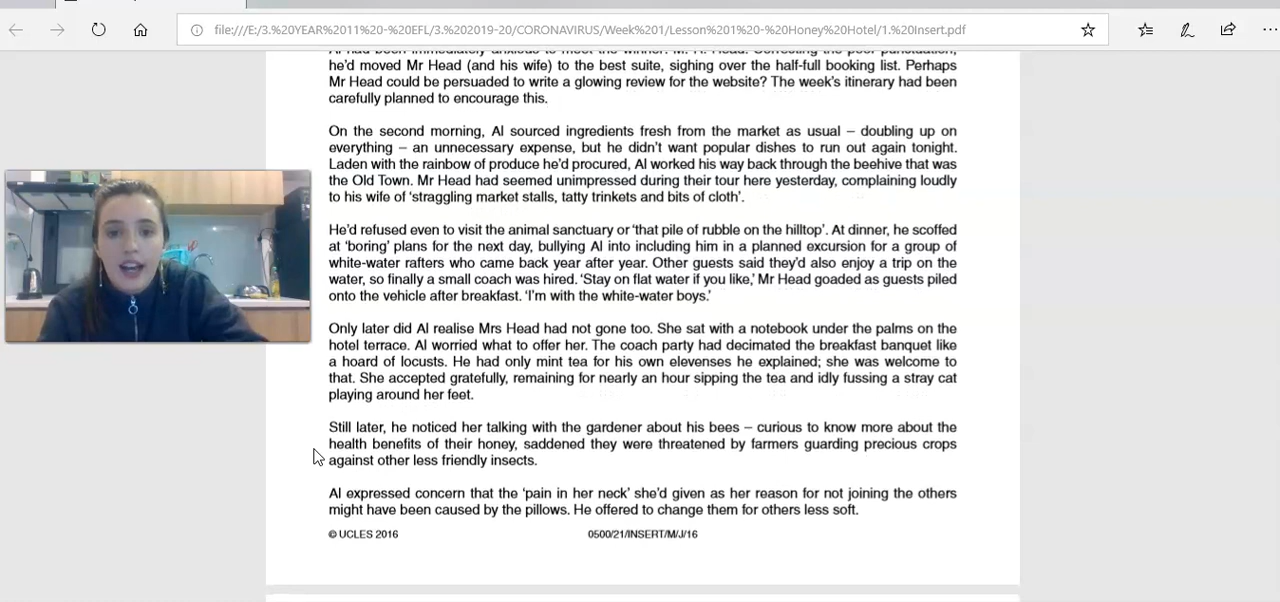 file:///E:/3.%20YEAR%2011%20-%20EFL/3.%202019-20/CORONAVIRUS/Week%201/Lesson%201%20-%20Honey%20Hotel/1.%20Insert.pdf
Al had been immediately anxious to meet the winner: M. R. Head. Correcting the poor punctuation,
he'd moved Mr Head (and his wife) to the best suite, sighing over the half-full booking list. Perhaps
Mr Head could be persuaded to write a glowing review for the website? The week's itinerary had been
carefully planned to encourage this.
On the second morning, Al sourced ingredients fresh from the market as usual – doubling up on
everything – an unnecessary expense, but he didn't want popular dishes to run out again tonight.
Laden with the rainbow of produce he'd procured, Al worked his way back through the beehive that was
the Old Town. Mr Head had seemed unimpressed during their tour here yesterday, complaining loudly
to his wife of 'straggling market stalls, tatty trinkets and bits of cloth'.
He'd refused even to visit the animal sanctuary or 'that pile of rubble on the hilltop'. At dinner, he scoffed
at 'boring' plans for the next day, bullying Al into including him in a planned excursion for a group of
white-water rafters who came back year after year. Other guests said they'd also enjoy a trip on the
water, so finally a small coach was hired. 'Stay on flat water if you like,' Mr Head goaded as guests piled
onto the vehicle after breakfast. 'I'm with the white-water boys.'
Only later did Al realise Mrs Head had not gone too. She sat with a notebook under the palms on the
hotel terrace. Al worried what to offer her. The coach party had decimated the breakfast banquet like
a hoard of locusts. He had only mint tea for his own elevenses he explained; she was welcome to
that. She accepted gratefully, remaining for nearly an hour sipping the tea and idly fussing a stray cat
playing around her feet.
Still later, he noticed her talking with the gardener about his bees – curious to know more about the
health benefits of their honey, saddened they were threatened by farmers guarding precious crops
against other less friendly insects.
Al expressed concern that the 'pain in her neck' she'd given as her reason for not joining the others
might have been caused by the pillows. He offered to change them for others less soft.
© UCLES 2016
0500/21/INSERT/M/J/16